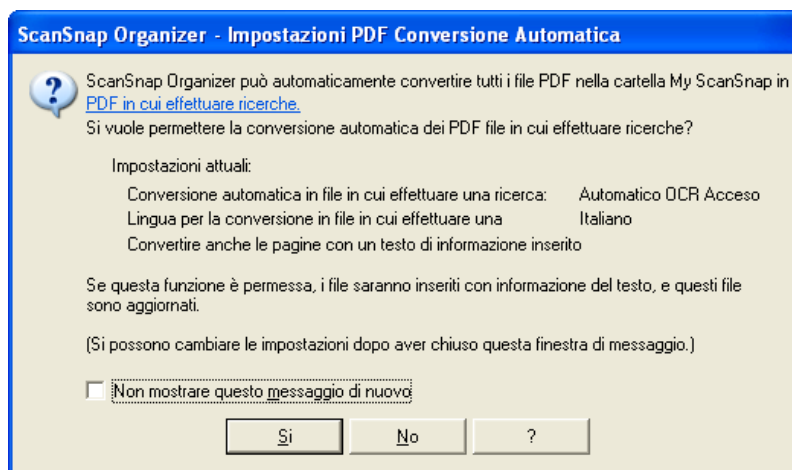 ScanSnap Organizer - Impostazioni PDF Conversione Automatica
ScanSnap Organizer può automaticamente convertire tutti i file PDF nella cartella My ScanSnap in
PDF in cui effettuare ricerche.
Si vuole permettere la conversione automatica dei PDF file in cui effettuare ricerche?
Impostazioni attuali:
Conversione automatica in file in cui effettuare una ricerca: Automatico OCR Acceso
Lingua per la conversione in file in cui effettuare una Italiano
Convertire anche le pagine con un testo di informazione inserito
Se questa funzione è permessa, i file saranno inseriti con informazione del testo, e questi file
sono aggiornati.
(Si possono cambiare le impostazioni dopo aver chiuso questa finestra di messaggio.)
Non mostrare questo messaggio di nuovo
Si No ?